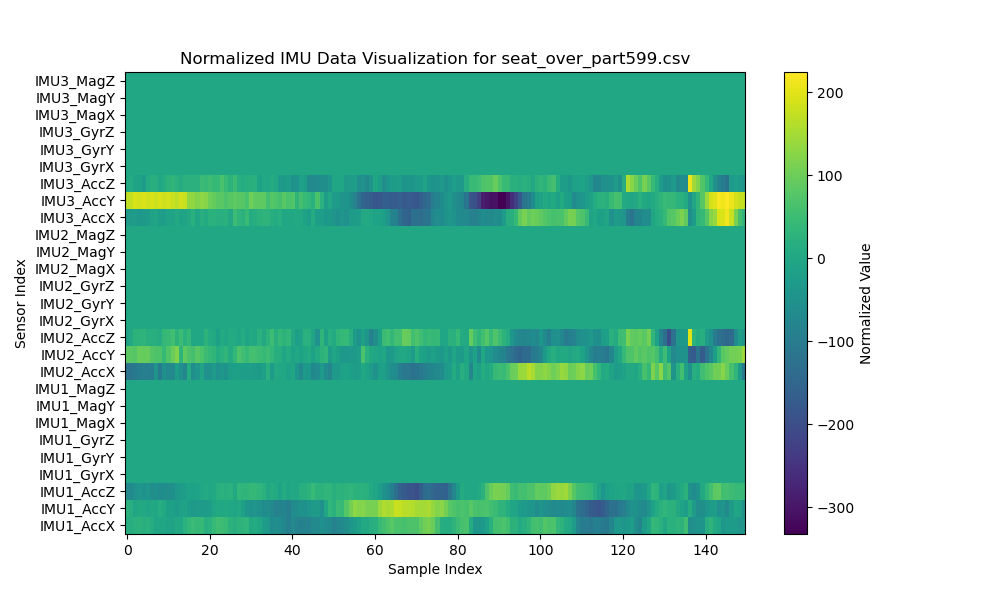 Normalized IMU Data Visualization for seat_over_part599.csv
IMU3_MagZ
IMU3_MagY
IMU3_MagX
IMU3_GyrZ
IMU3_GyrY
IMU3_GyrX
IMU3_AccZ
IMU3_AccY
IMU3_AccX
IMU2_MagZ
IMU2_MagY
IMU2_MagX
IMU2_GyrZ
IMU2_GyrY
IMU2_GyrX
IMU2_AccZ
IMU2_AccY
IMU2_AccX
IMU1_MagZ
IMU1_MagY
IMU1_MagX
IMU1_GyrZ
IMU1_GyrY
IMU1_GyrX
IMU1_AccZ
IMU1_AccY
IMU1_AccX
Sensor Index
0 20 40 60 80 100 120 140
Sample Index
200
100
0
−100
−200
−300
Normalized Value